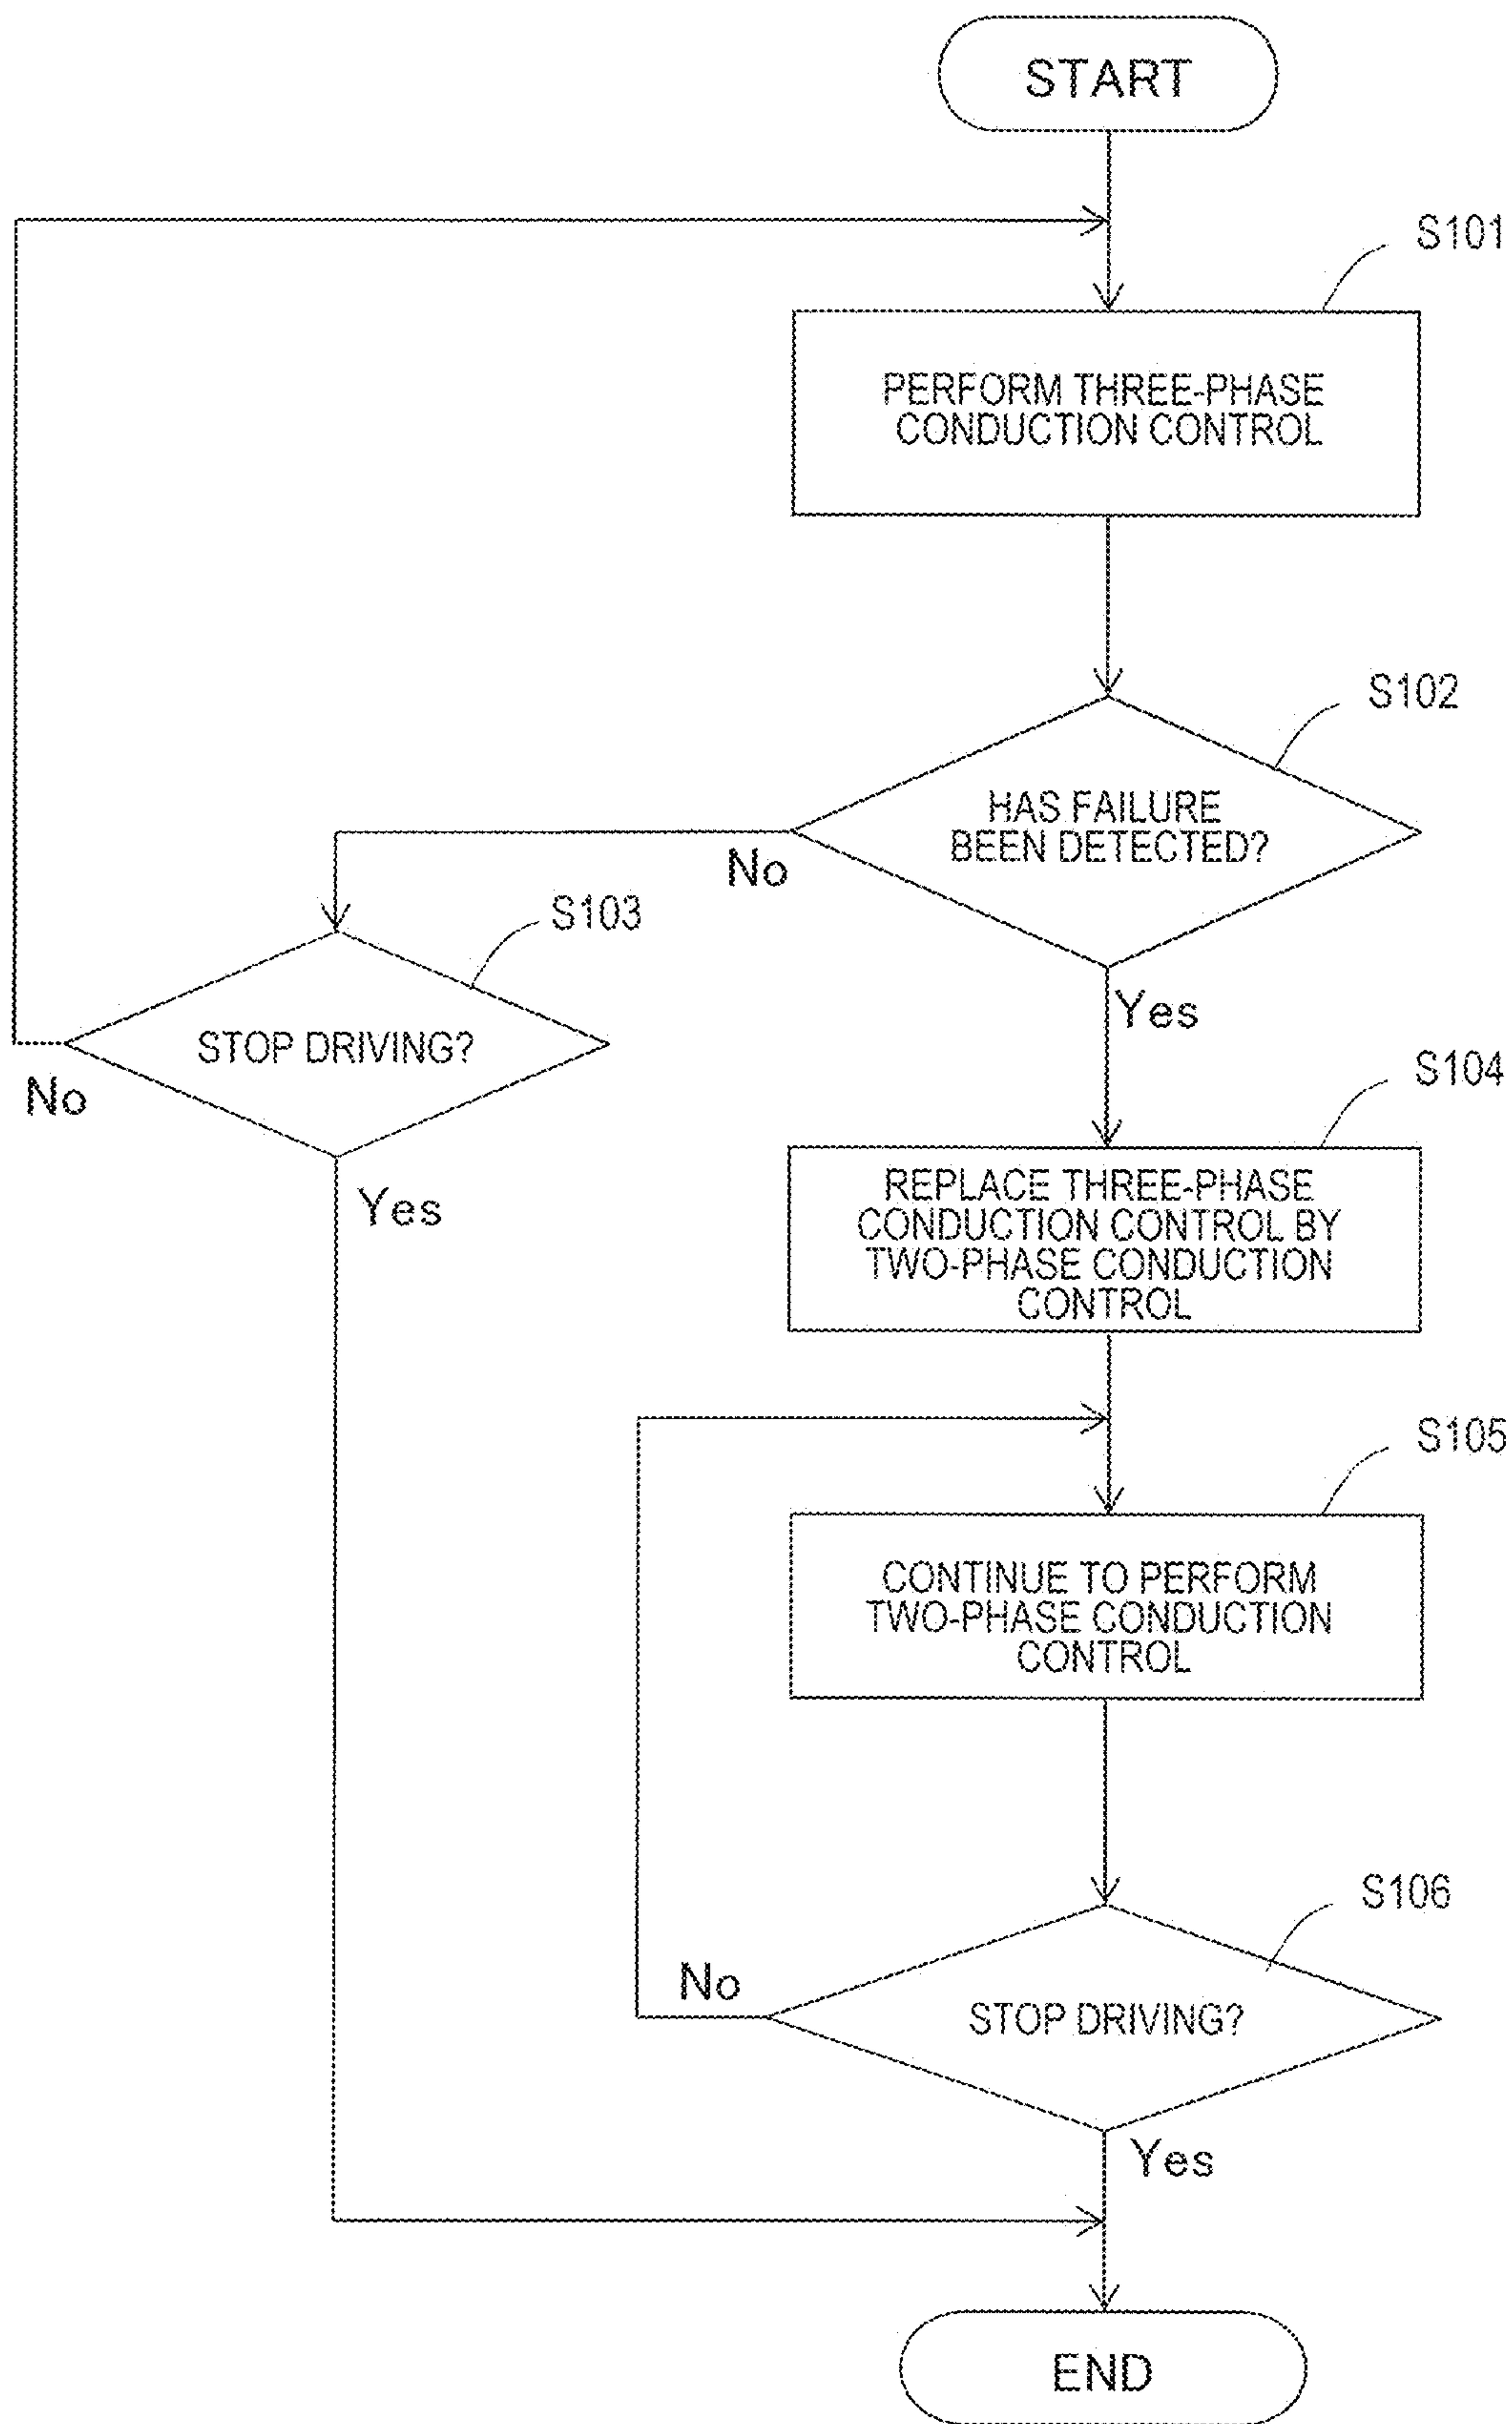 START
S101
PERFORM THREE-PHASE
CONDUCTION CONTROL
S102
HAS FAILURE
BEEN DETECTED?
No
S103
Yes
STOP DRIVING?
No
S104
Yes
REPLACE THREE-PHASE
CONDUCTION CONTROL BY
TWO-PHASE CONDUCTION
CONTROL
S105
CONTINUE TO PERFORM
TWO-PHASE CONDUCTION
CONTROL
S106
No
STOP DRIVING?
Yes
END